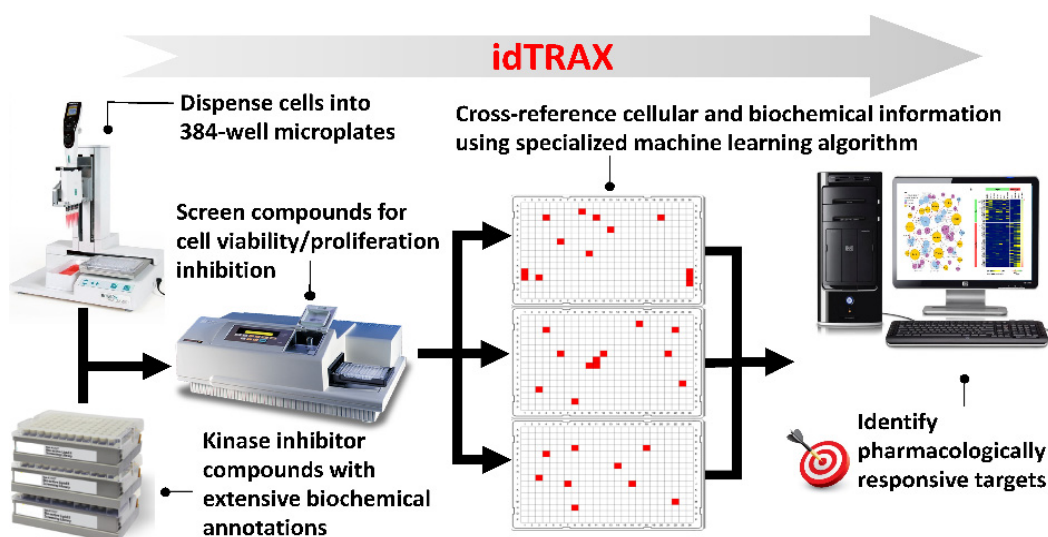 idTRAX
Dispense cells into
384-well microplates
Cross-reference cellular and biochemical information
using specialized machine learning algorithm
Screen compounds for
cell viability/proliferation
inhibition
Kinase inhibitor
compounds with
extensive biochemical
annotations
Identify
pharmacologically
responsive targets